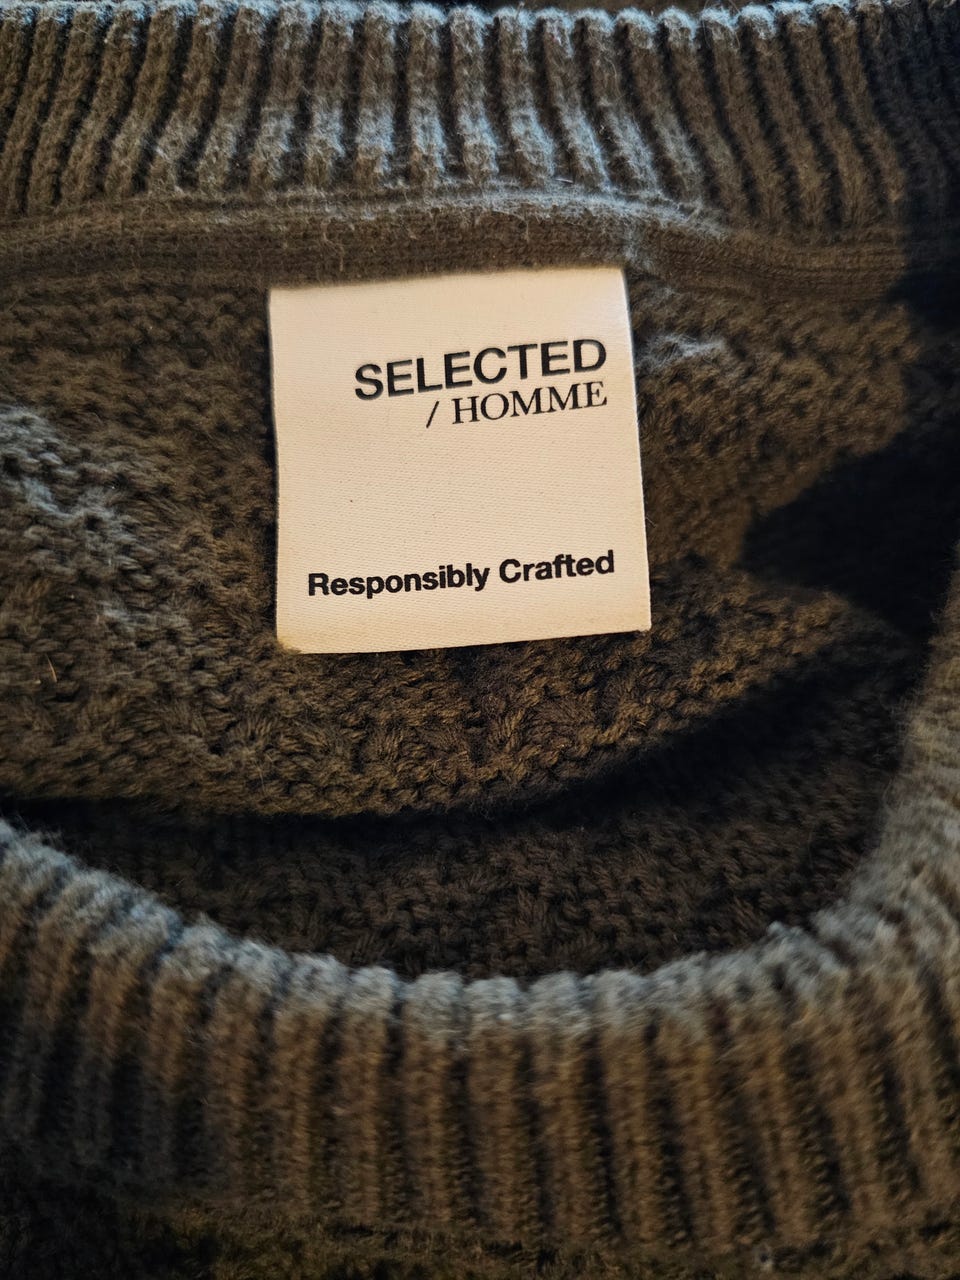 SELECTED
/ HOMME
Responsibly Crafted